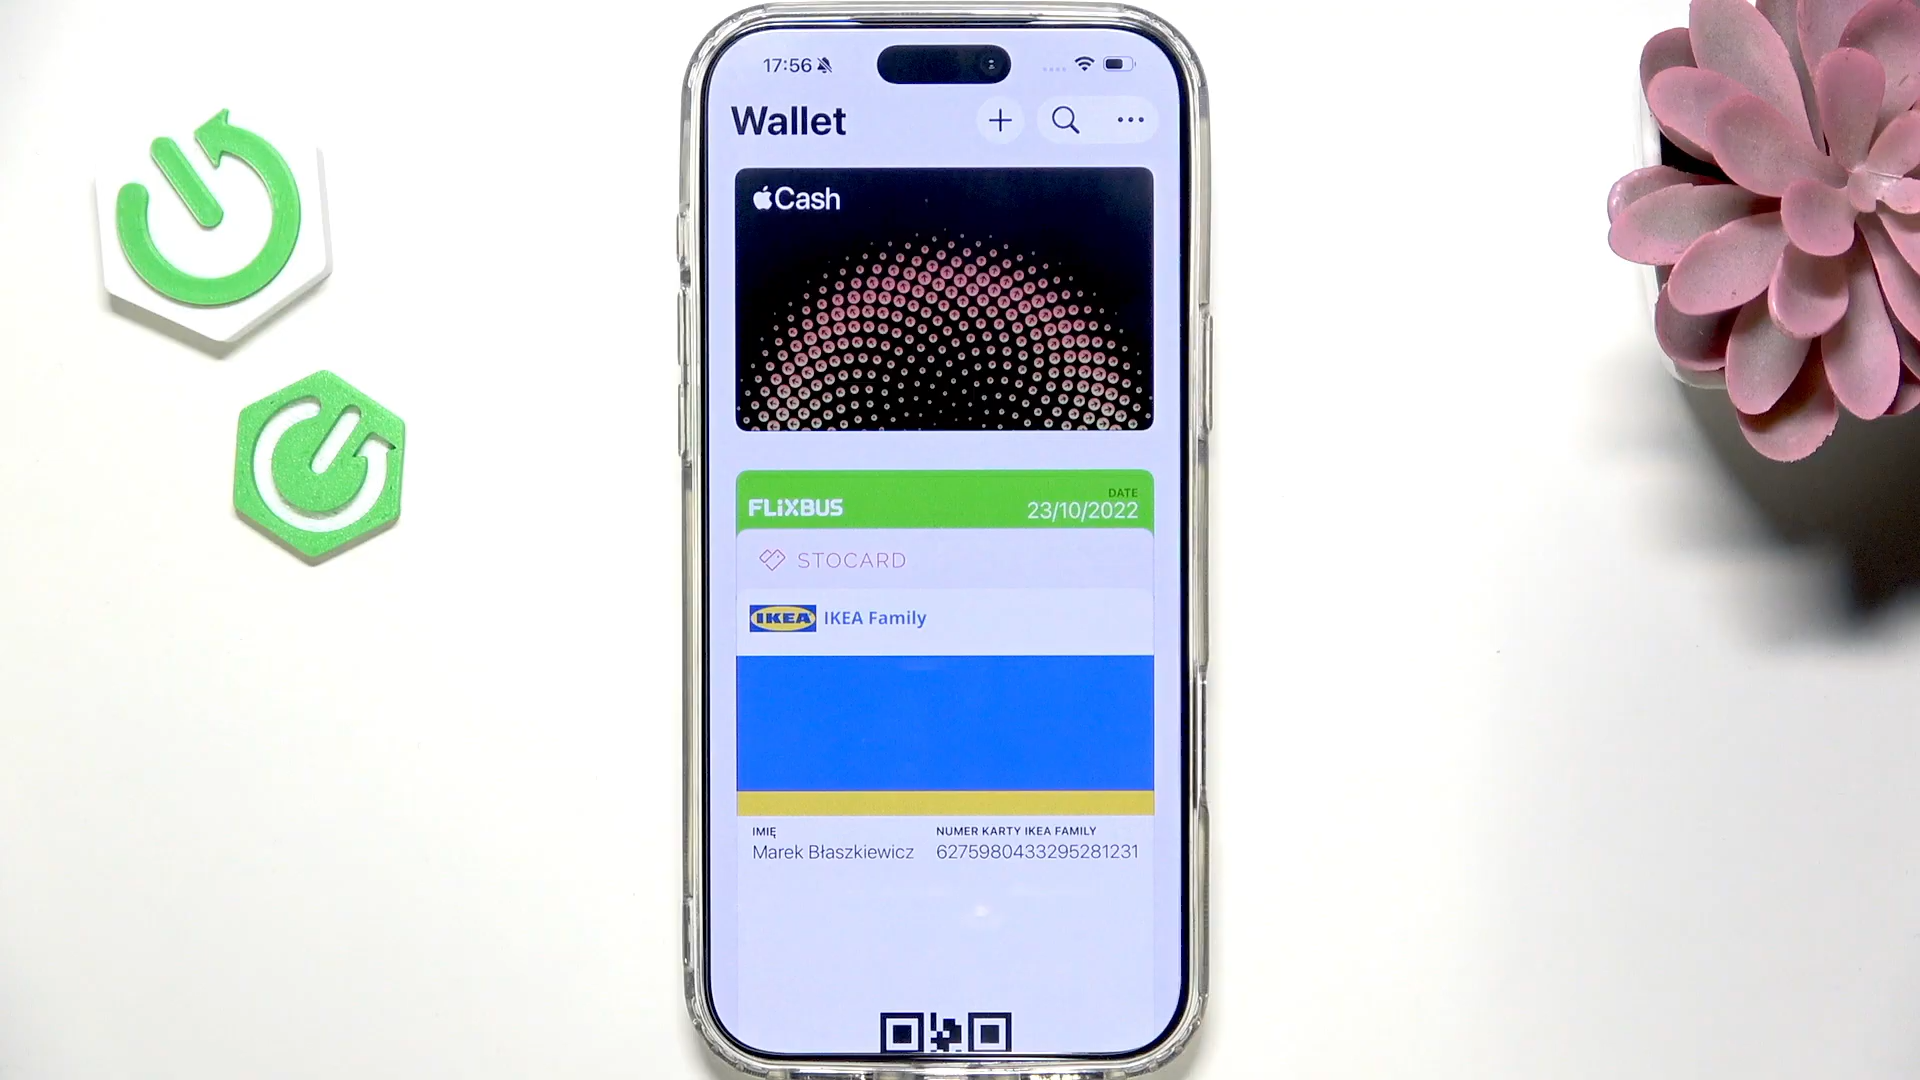 17:56
Wallet
Cash
FLiXBUS
DATE
23/10/2022
STOCARD
IKEA IKEA Family
IMIĘ
NUMER KARTY IKEA FAMILY
Marek Błaszkiewicz
6275980433295281231